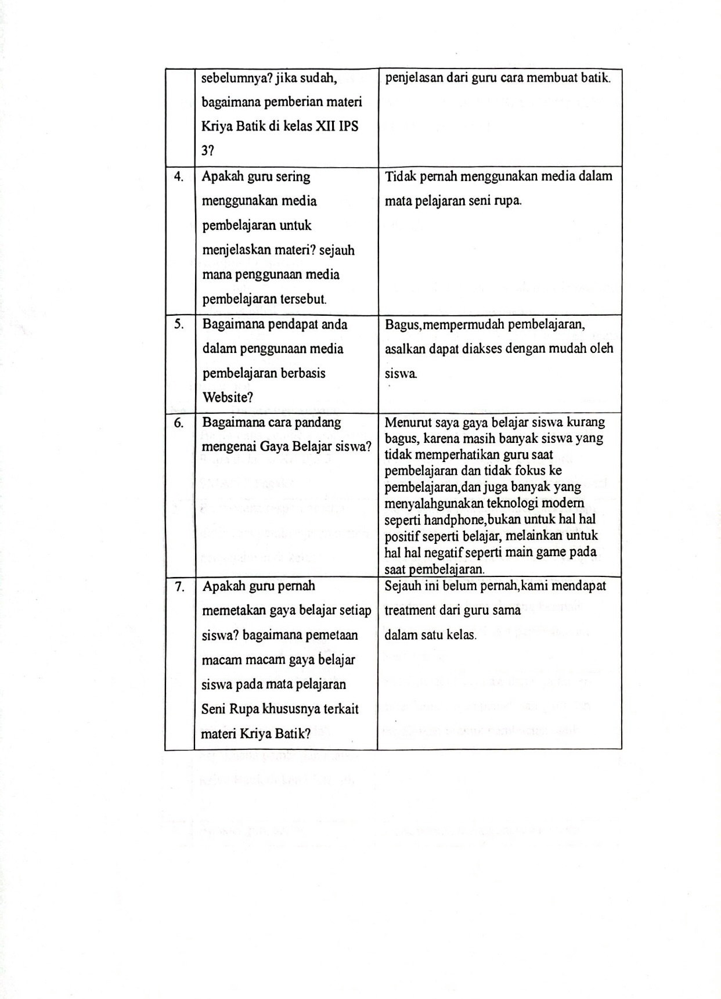 sebelumnya? jika sudah,
bagaimana pemberian materi
Kriya Batik di kelas XII IPS
3?
penjelasan dari guru cara membuat batik.
4.
Apakah guru sering
menggunakan media
pembelajaran untuk
menjelaskan materi? sejauh
mana penggunaan media
pembelajaran tersebut.
Tidak pernah menggunakan media dalam
mata pelajaran seni rupa.
5.
Bagaimana pendapat anda
dalam penggunaan media
pembelajaran berbasis
Website?
Bagus,mempermudah pembelajaran,
asalkan dapat diakses dengan mudah oleh
siswa.
6.
Bagaimana cara pandang
mengenai Gaya Belajar siswa?
Menurut saya gaya belajar siswa kurang
bagus, karena masih banyak siswa yang
tidak memperhatikan guru saat
pembelajaran dan tidak fokus ke
pembelajaran,dan juga banyak yang
menyalahgunakan teknologi modern
seperti handphone,bukan untuk hal hal
positif seperti belajar, melainkan untuk
hal hal negatif seperti main game pada
saat pembelajaran.
7.
Apakah guru pernah
memetakan gaya belajar setiap
siswa? bagaimana pemetaan
macam macam gaya belajar
siswa pada mata pelajaran
Seni Rupa khususnya terkait
materi Kriya Batik?
Sejauh ini belum pernah,kami mendapat
treatment dari guru sama
dalam satu kelas.